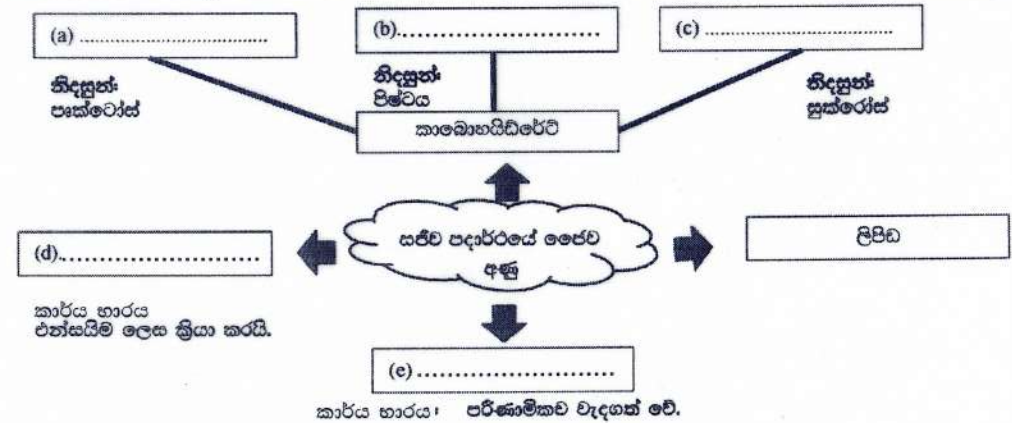 (a) ......................................
(b)....................................
(c) ..................................
නිදසුන්:
පෘක්ටෝස්
නිදසුන්:
පිෂ්ටය
නිදසුන්:
සුක්රෝස්
කාබොහයිඩ්රේට්
සජීව පදාර්ථයේ ජෛව
අණු
(d)....................................
ලිපිඩ
කාර්ය භාරය
එන්සයිම ලෙස ක්‍රියා කරයි.
(e) ....................................
කාර්ය භාරය : පරිණාමිකව වැදගත් වේ.